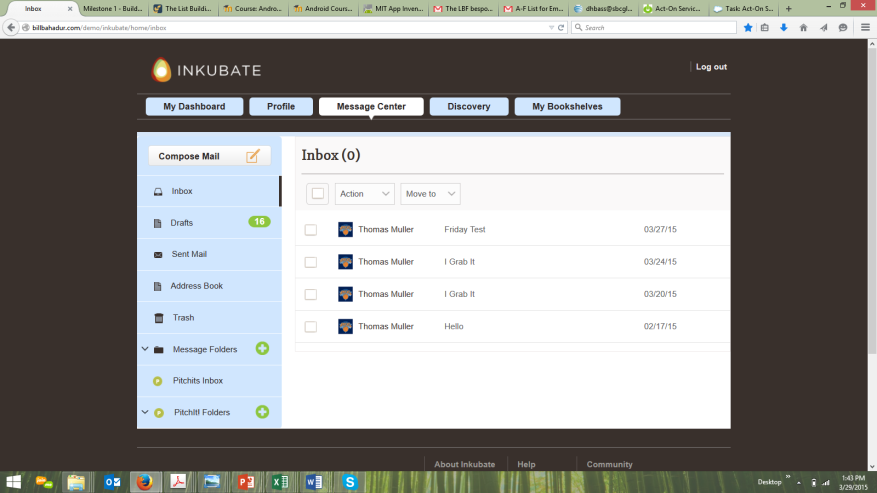 Inbox
Milestone 1 - Build...
The List Buildi...
Course: Andro...
Android Cours...
MIT App Inven...
The LBF bespo...
A-F List for Em...
dhbass@sbcgl...
Act-On Servic...
Task: Act-On S...
billbahadur.com/demo/inkubate/home/inbox
Search
INKUBATE
Log out
My Dashboard
Profile
Message Center
Discovery
My Bookshelves
Compose Mail
Inbox (0)
Inbox
Action
Move to
Drafts
16
Thomas Muller Friday Test 03/27/15
Sent Mail
Thomas Muller I Grab It 03/24/15
Address Book
Thomas Muller I Grab It 03/20/15
Trash
Thomas Muller Hello 02/17/15
Message Folders
Pitchits Inbox
PitchIt! Folders
About Inkubate
Help
Community
Desktop
1:43 PM
3/29/2015